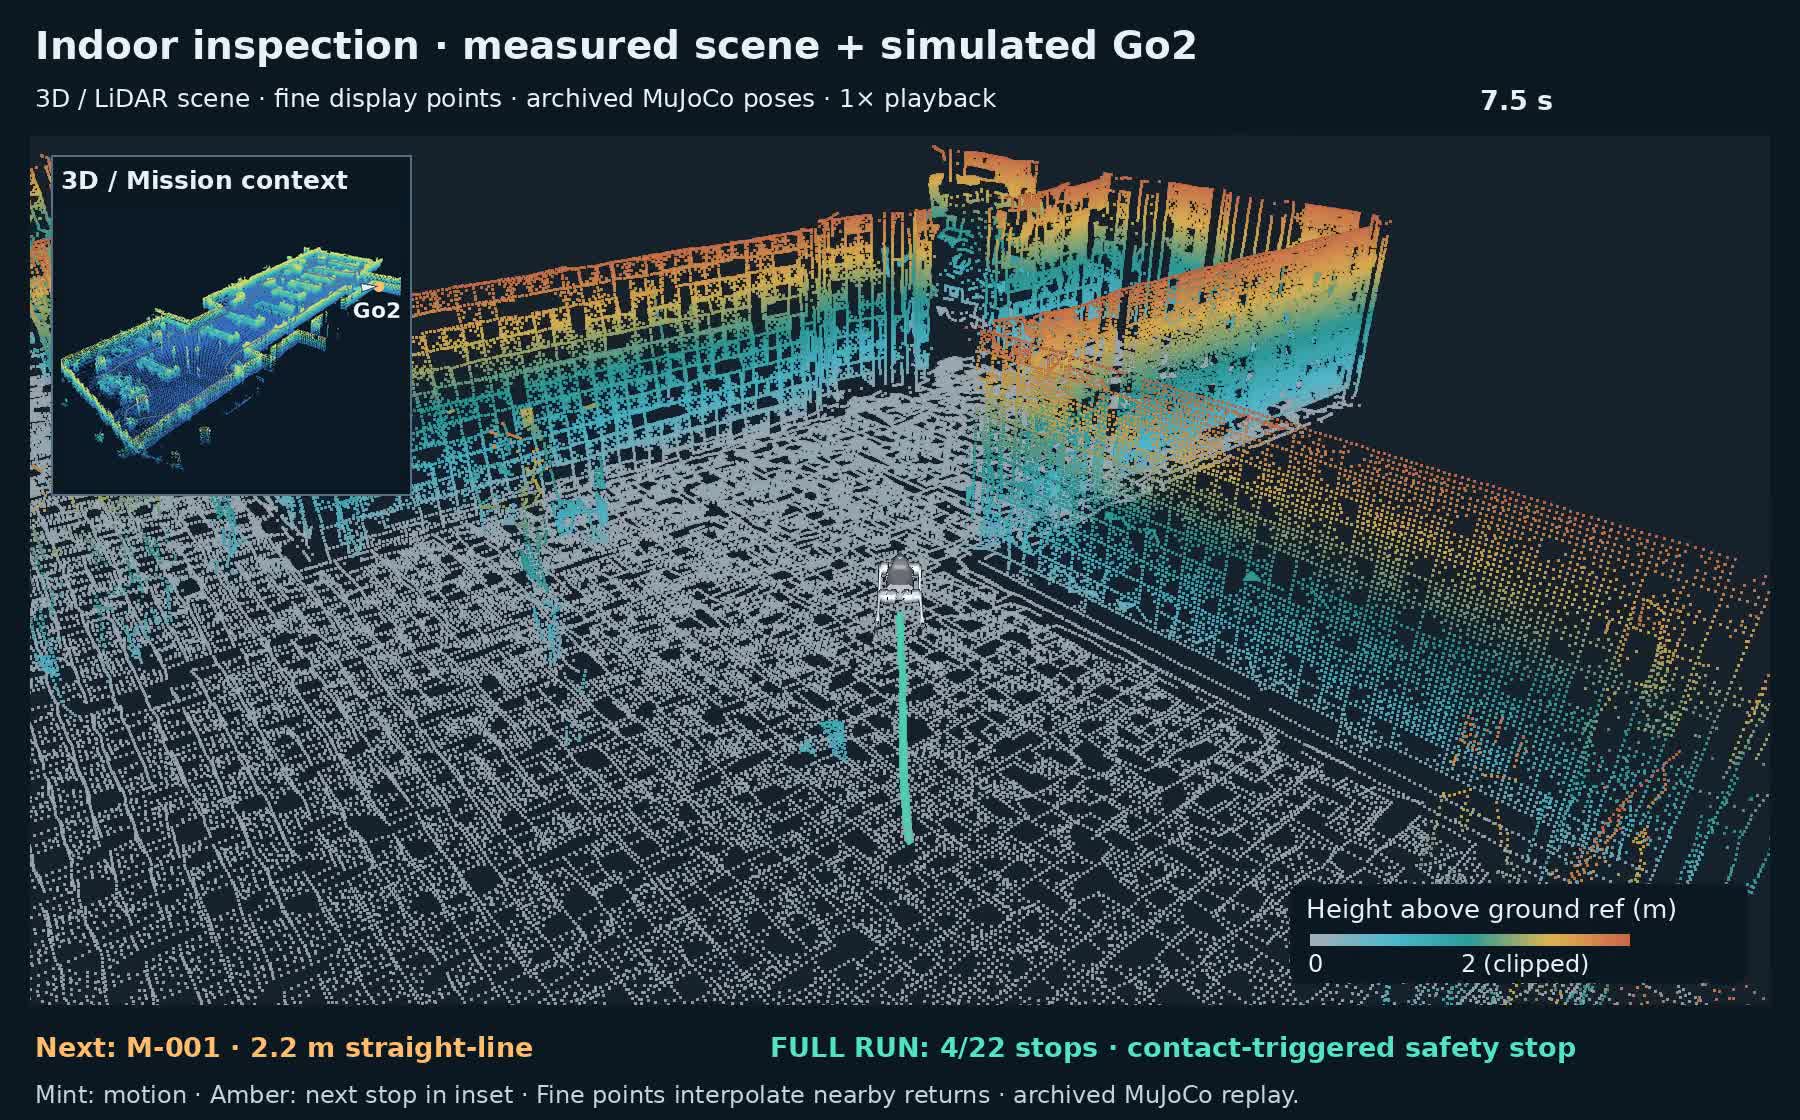 Indoor inspection · measured scene + simulated Go2
3D / LiDAR scene · fine display points · archived MuJoCo poses · 1× playback
7.5 s
3D / Mission context
Go2
Height above ground ref (m)
0 2 (clipped)
Next: M-001 · 2.2 m straight-line
FULL RUN: 4/22 stops · contact-triggered safety stop
Mint: motion · Amber: next stop in inset · Fine points interpolate nearby returns · archived MuJoCo replay.